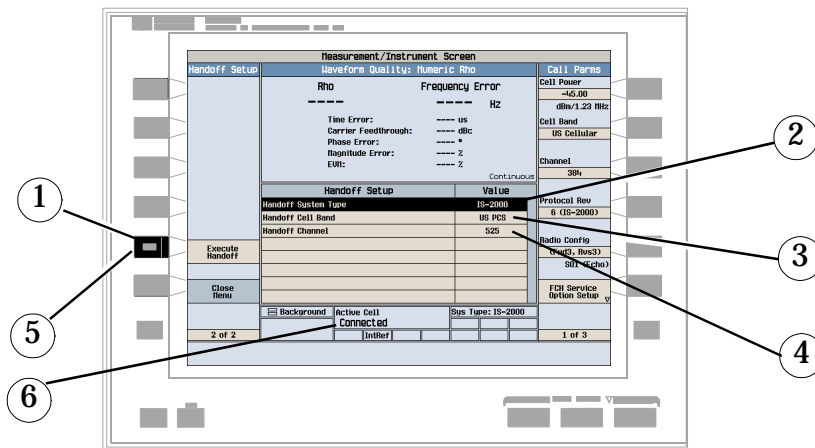 Measurement/Instrument Screen
Handoff Setup
Waveform Quality: Numeric Rho
Call Parms
Rho
Frequency Error
----
---- Hz
Time Error: ---- us
Carrier Feedthrough: ---- dBc
Phase Error: ---- °
Magnitude Error: ---- %
EVM: ---- %
Continuous
Cell Power
-45.00
dBm/1.23 MHz
Cell Band
US Cellular
Channel
384
Protocol Rev
6 (IS-2000)
Radio Config
(Fwd3, Rvs3)
SO1 (Echo)
FCH Service
Option Setup
1 of 3
Handoff Setup Value
Handoff System Type IS-2000
Handoff Cell Band US PCS
Handoff Channel 525
Execute
Handoff
Close
Menu
2 of 2
Background
Active Cell
Connected
Sys Type: IS-2000
IntRef
1
2
3
4
5
6